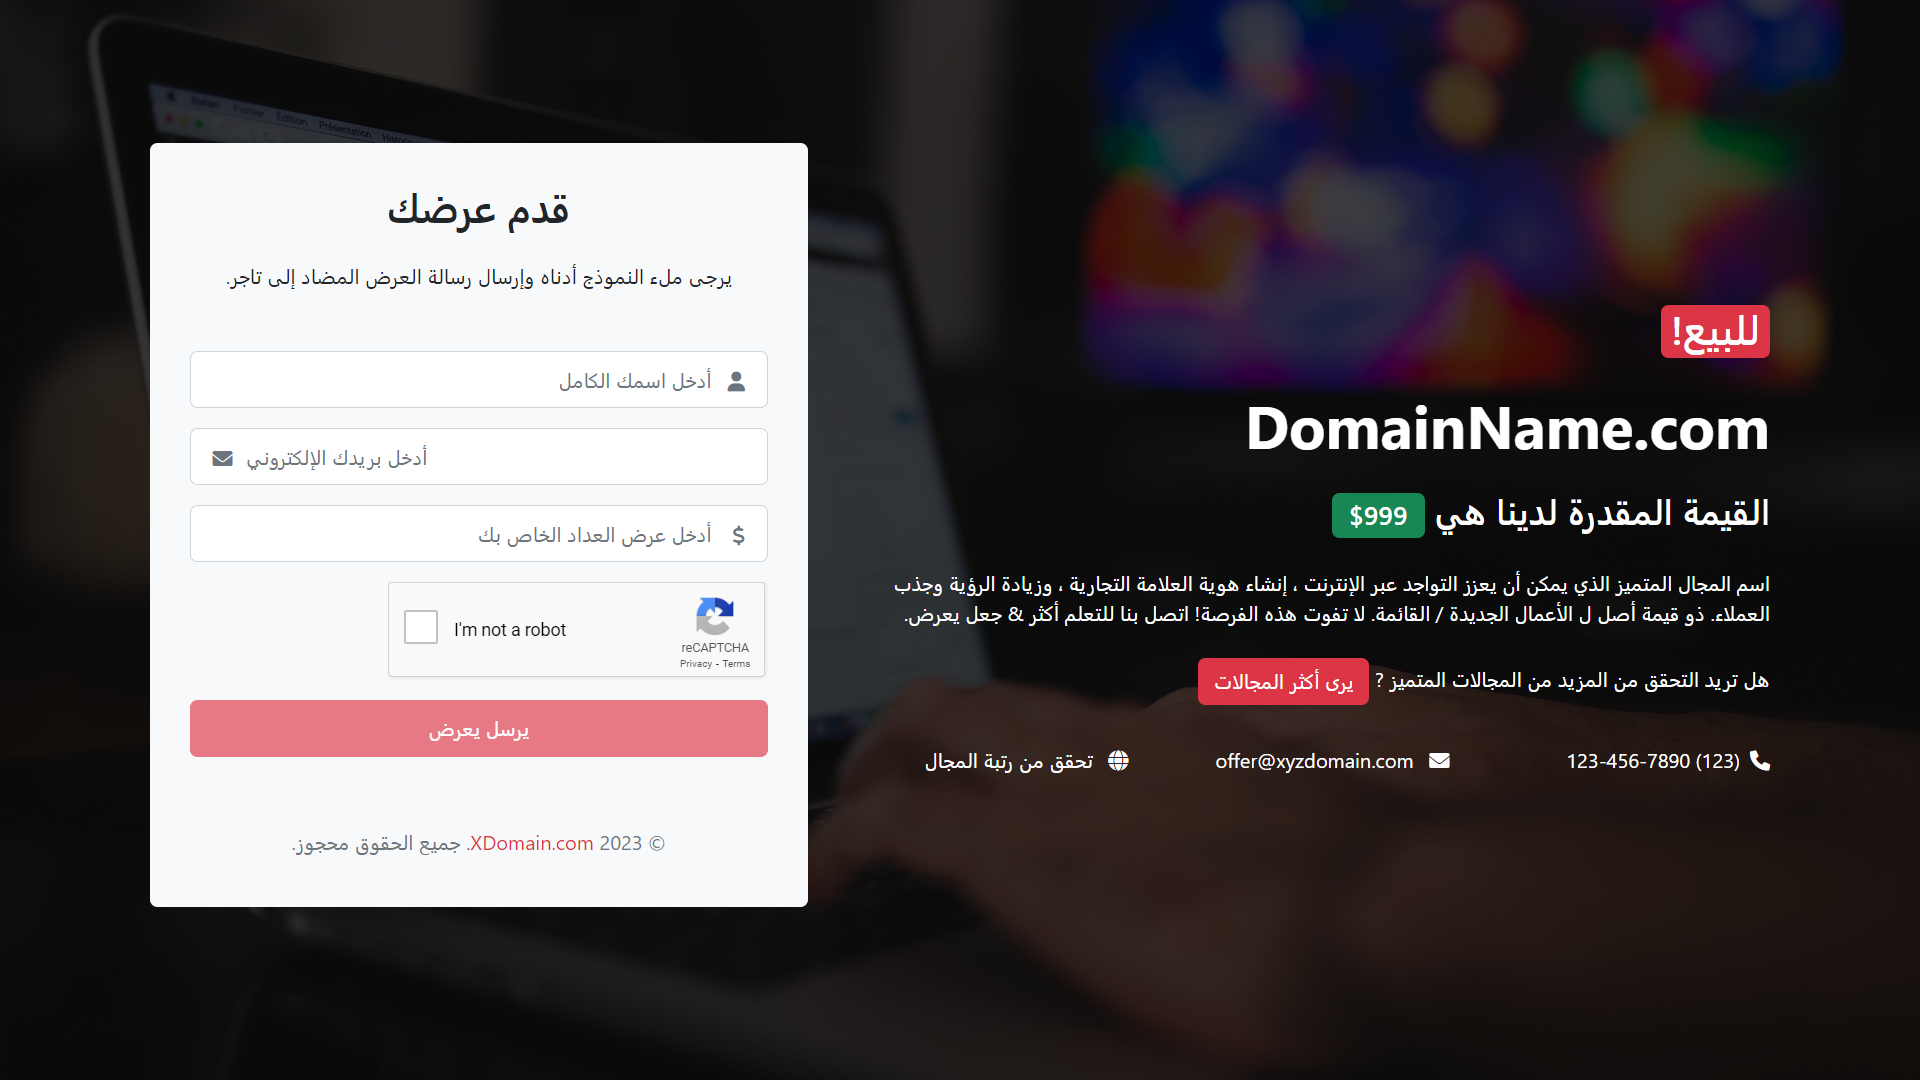 للبيع!
DomainName.com
القيمة المقدرة لدينا هي $999
اسم المجال المتميز الذي يمكن أن يعزز التواجد عبر الإنترنت ، إنشاء هوية العلامة التجارية ، وزيادة الرؤية وجذب
العملاء. ذو قيمة أصل ل الأعمال الجديدة / القائمة. لا تفوت هذه الفرصة! اتصل بنا للتعلم أكثر & جعل يعرض.
هل تريد التحقق من المزيد من المجالات المتميز ? يرى أكثر المجالات
123-456-7890 (123)
offer@xyzdomain.com
تحقق من رتبة المجال
Safari Fichier Edition Présentation
قدم عرضك
يرجى ملء النموذج أدناه وإرسال رسالة العرض المضاد إلى تاجر.
أدخل اسمك الكامل
أدخل بريدك الإلكتروني
أدخل عرض العداد الخاص بك
I'm not a robot
reCAPTCHA
Privacy - Terms
يرسل يعرض
© 2023 XDomain.com. جميع الحقوق محجوز.